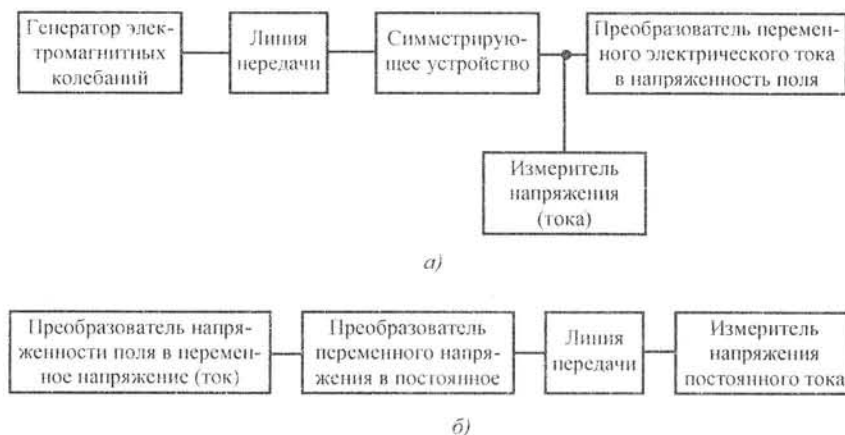 Генератор элек-
тромагнитных
колебаний
Линия
передачи
Симметрирую-
щее устройство
Преобразователь перемен-
ного электрического тока
в напряженность поля
Измеритель
напряжения
(тока)
а)
Преобразователь напря-
женности поля в перемен-
ное напряжение (ток)
Преобразователь
переменного напря-
жения в постоянное
Линия
передачи
Измеритель
напряжения
постоянного тока
б)